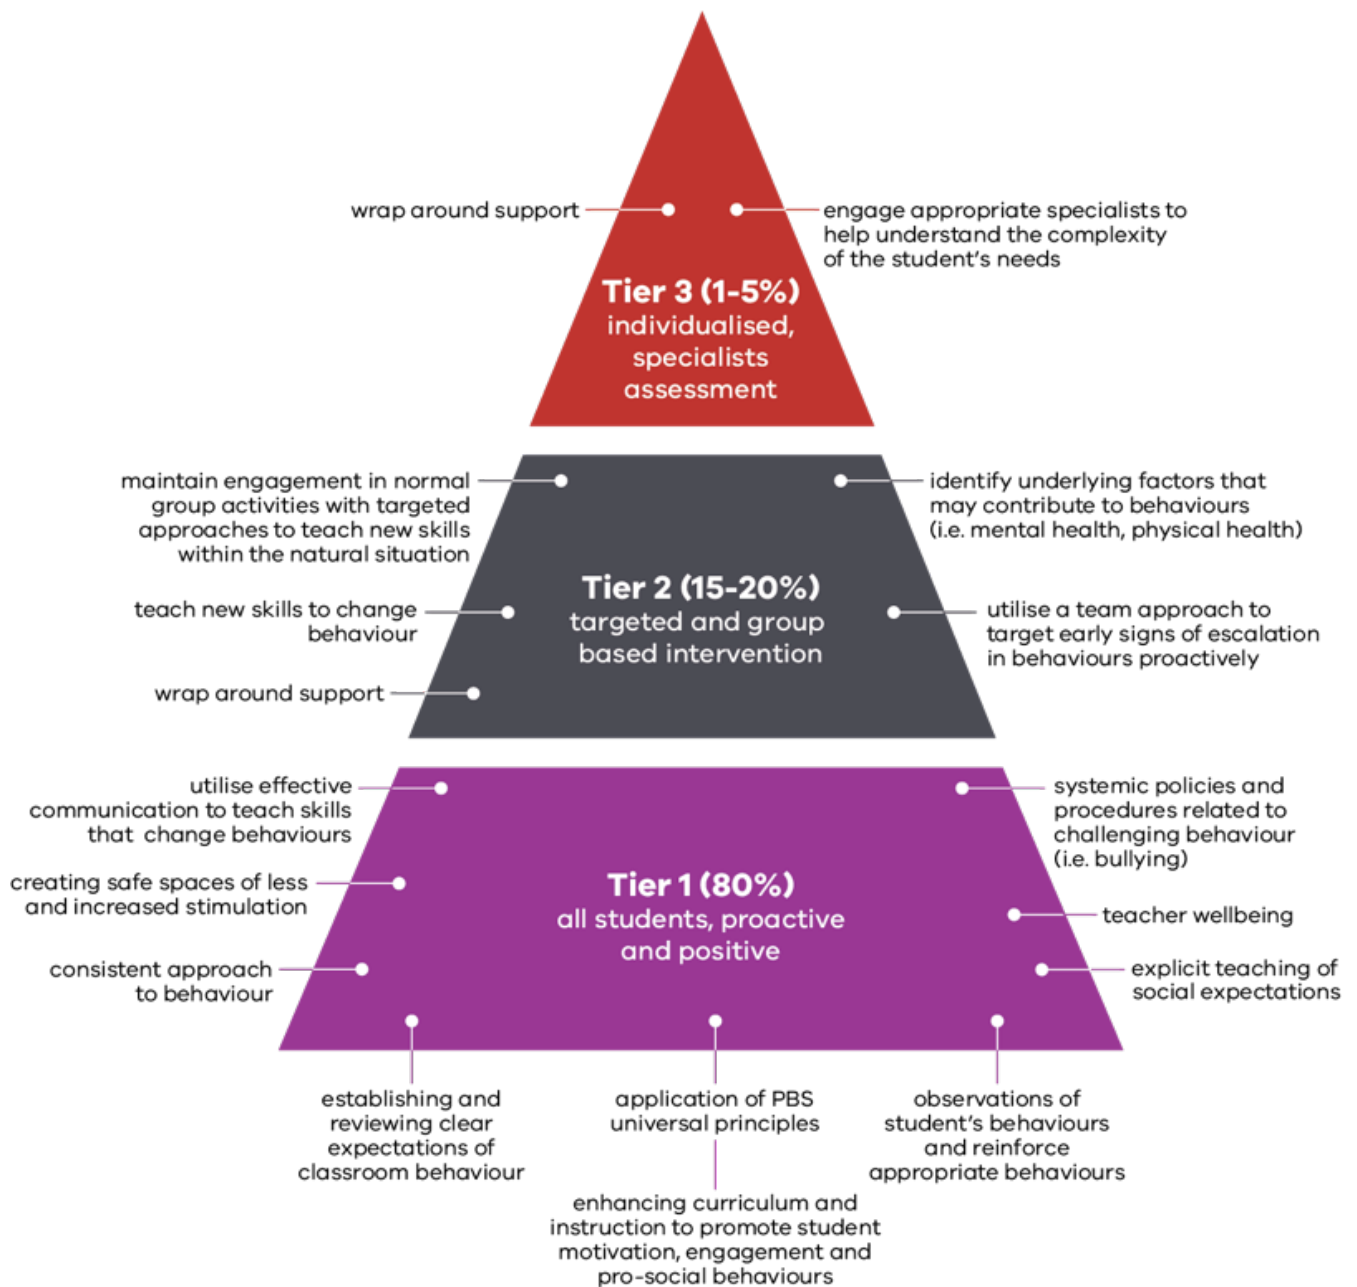 wrap around support
engage appropriate specialists to
help understand the complexity
of the student's needs
Tier 3 (1-5%)
individualised,
specialists
assessment
maintain engagement in normal
group activities with targeted
approaches to teach new skills
within the natural situation
identify underlying factors that
may contribute to behaviours
(i.e. mental health, physical health)
Tier 2 (15-20%)
targeted and group
based intervention
teach new skills to change
behaviour
utilise a team approach to
target early signs of escalation
in behaviours proactively
wrap around support
utilise effective
communication to teach skills
that change behaviours
systemic policies and
procedures related to
challenging behaviour
(i.e. bullying)
Tier 1 (80%)
all students, proactive
and positive
creating safe spaces of less
and increased stimulation
teacher wellbeing
consistent approach
to behaviour
explicit teaching of
social expectations
establishing and
reviewing clear
expectations of
classroom behaviour
application of PBS
universal principles
observations of
student's behaviours
and reinforce
appropriate behaviours
enhancing curriculum and
instruction to promote student
motivation, engagement and
pro-social behaviours